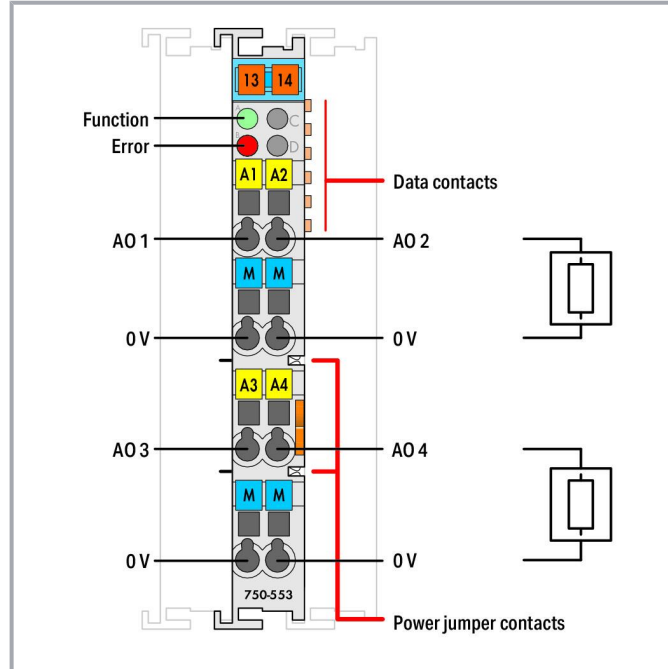 13 14
Function
A C
Error
D
A1 A2
Data contacts
AO 1
AO 2
M M
0 V
0 V
A3 A4
AO 3
AO 4
M M
0 V
0 V
750-553
Power jumper contacts